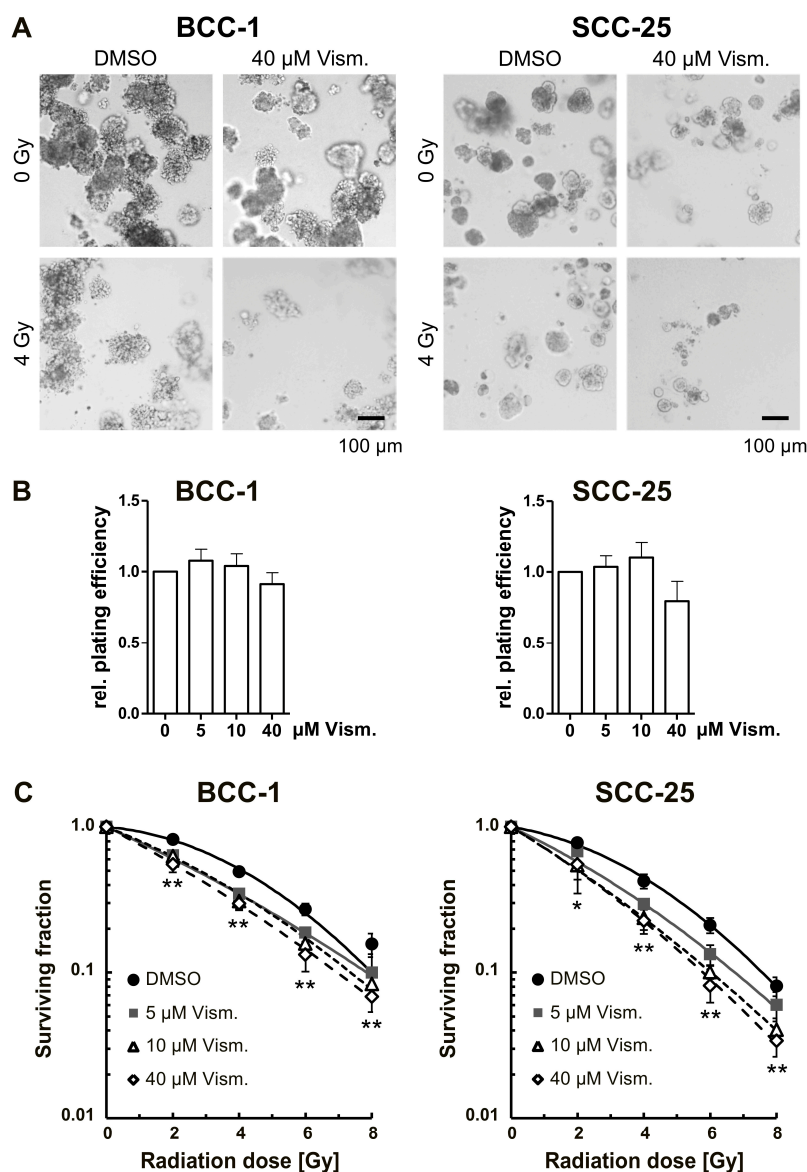 A
BCC-1
SCC-25
DMSO
40 µM Vism.
DMSO
40 µM Vism.
0 Gy
0 Gy
4 Gy
4 Gy
100 µm
100 µm
B
BCC-1
SCC-25
rel. plating efficiency
1.5
1.0
0.5
0.0
0 5 10 40 µM Vism.
rel. plating efficiency
1.5
1.0
0.5
0.0
0 5 10 40 µM Vism.
C
BCC-1
SCC-25
Surviving fraction
1.0
0.1
0.01
**
**
**
**
DMSO
5 µM Vism.
10 µM Vism.
40 µM Vism.
0 2 4 6 8
Radiation dose [Gy]
Surviving fraction
1.0
0.1
0.01
*
**
**
**
DMSO
5 µM Vism.
10 µM Vism.
40 µM Vism.
0 2 4 6 8
Radiation dose [Gy]